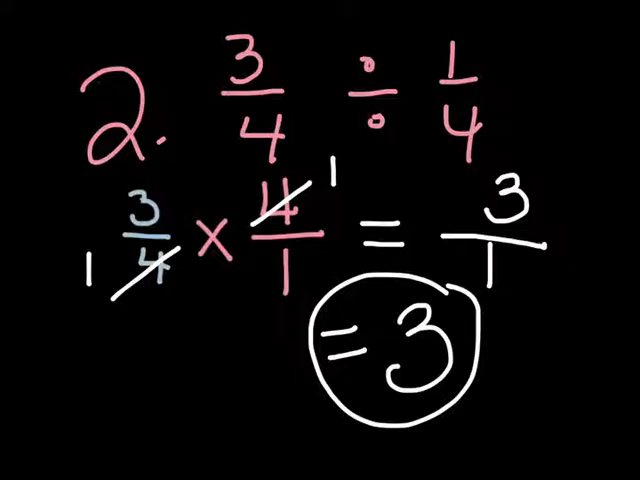 2. 3/4 ÷ 1/4
3/4 × 4/1 = 3/1
1 1
= 3